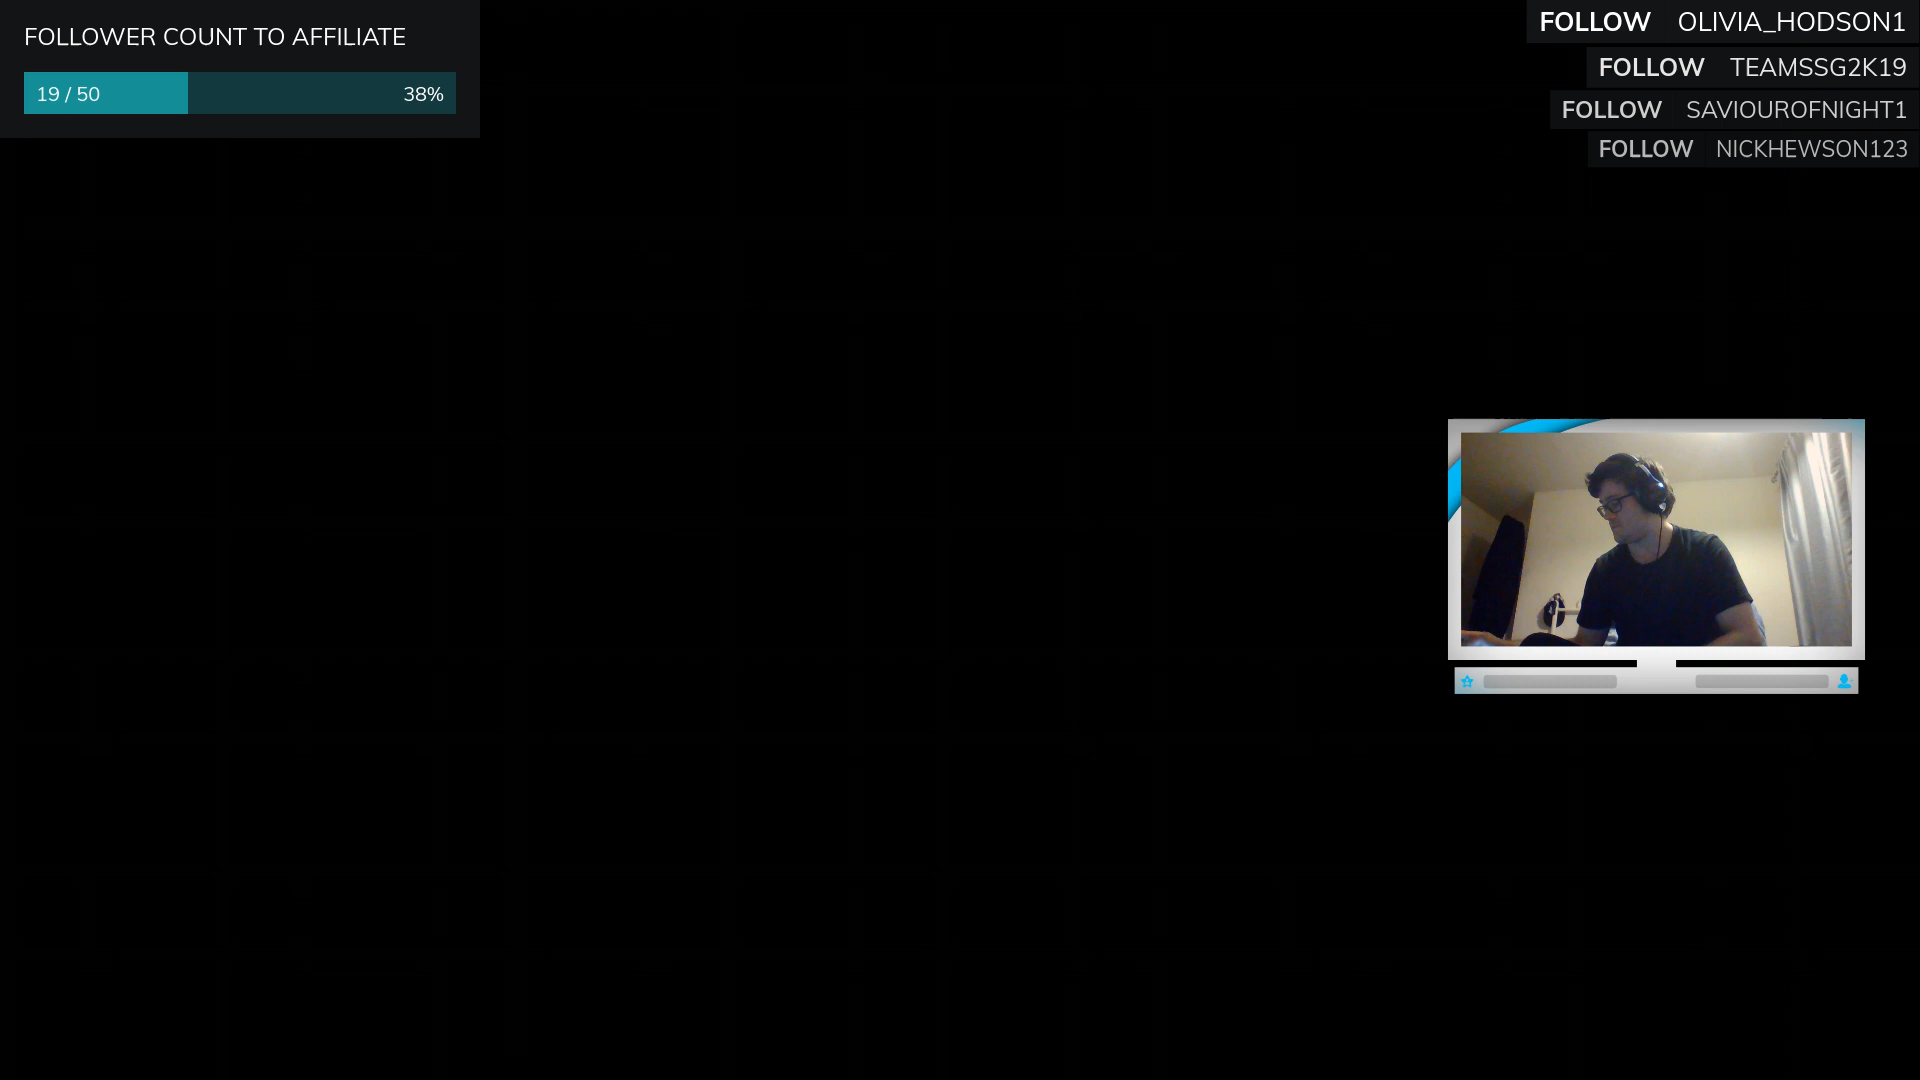 FOLLOWER COUNT TO AFFILIATE
19 / 50 38%
FOLLOW OLIVIA_HODSON1
FOLLOW TEAMSSG2K19
FOLLOW SAVIOUROFNIGHT1
FOLLOW NICKHEWSON123